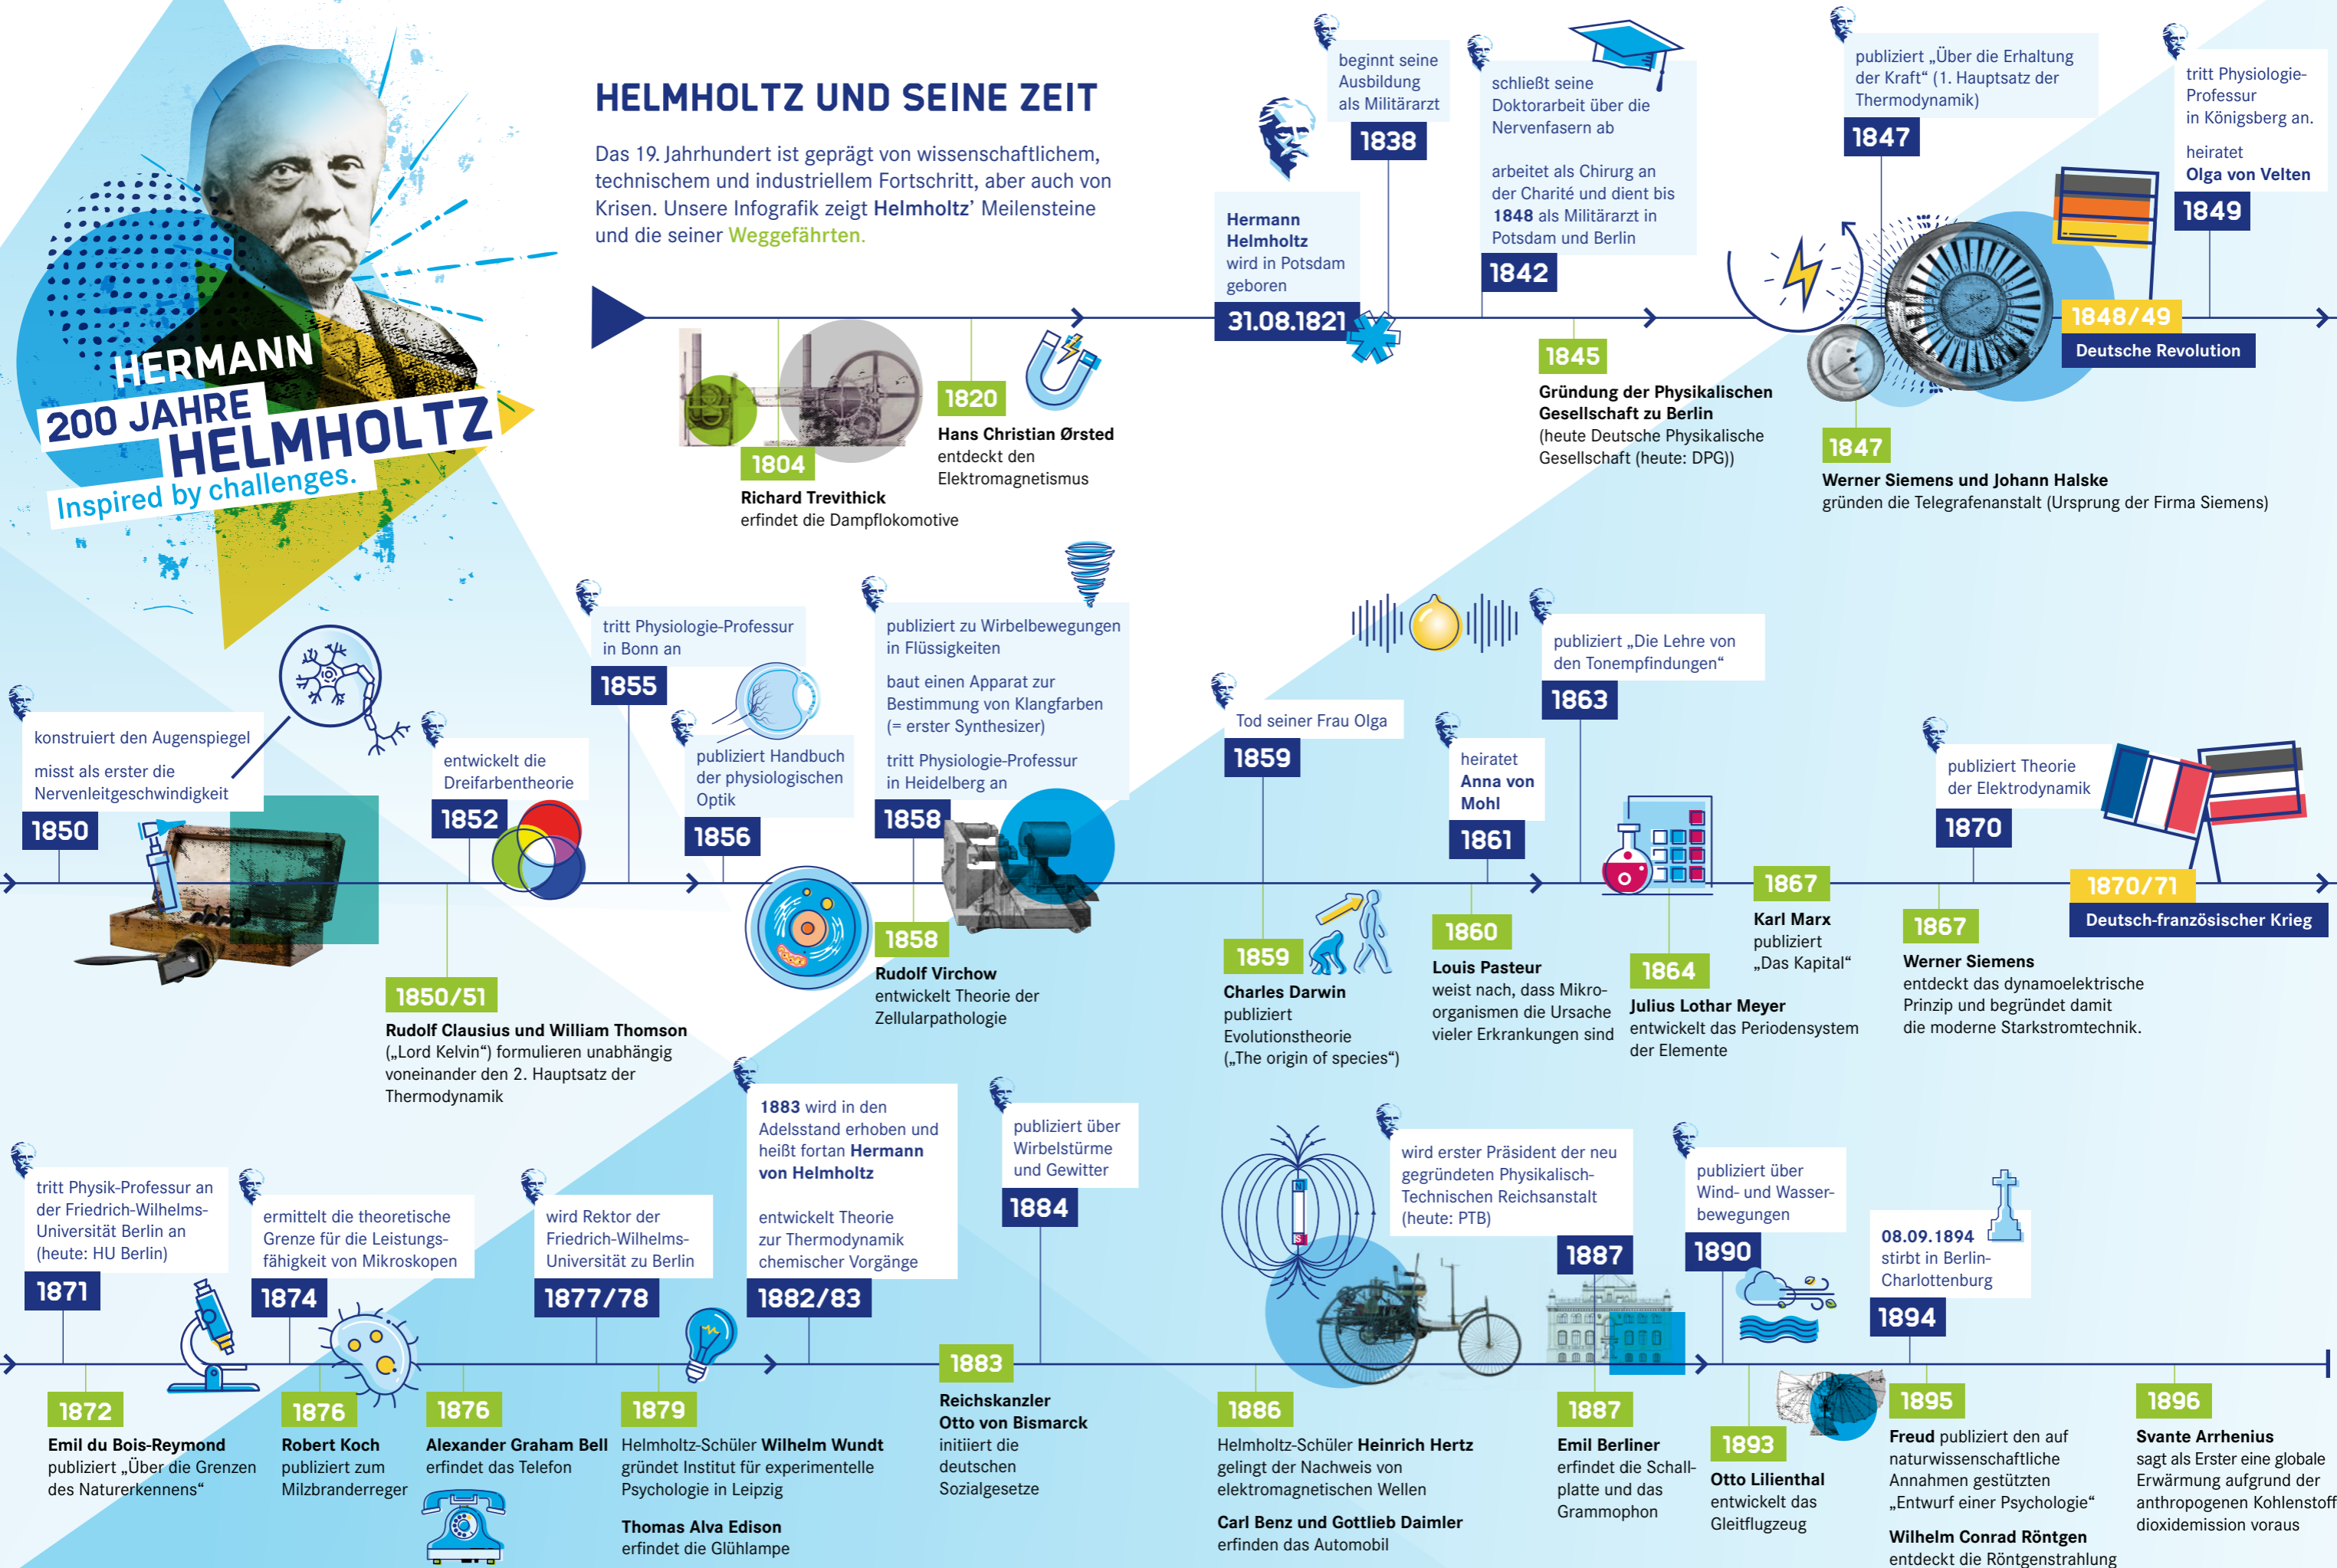 HERMANN
200 JAHRE
HELMHOLTZ
Inspired by challenges.
HELMHOLTZ UND SEINE ZEIT
Das 19. Jahrhundert ist geprägt von wissenschaftlichem,
technischem und industriellem Fortschritt, aber auch von
Krisen. Unsere Infografik zeigt Helmholtz’ Meilensteine
und die seiner Weggefährten.
1804
Richard Trevithick
erfindet die Dampflokomotive
1820
Hans Christian Ørsted
entdeckt den
Elektromagnetismus
Hermann
Helmholtz
wird in Potsdam
geboren
31.08.1821
beginnt seine
Ausbildung
als Militärarzt
1838
schließt seine
Doktorarbeit über die
Nervenfasern ab
arbeitet als Chirurg an
der Charité und dient bis
1848 als Militärarzt in
Potsdam und Berlin
1842
1845
Gründung der Physikalischen
Gesellschaft zu Berlin
(heute Deutsche Physikalische
Gesellschaft (heute: DPG))
publiziert „Über die Erhaltung
der Kraft“ (1. Hauptsatz der
Thermodynamik)
1847
1847
Werner Siemens und Johann Halske
gründen die Telegrafenanstalt (Ursprung der Firma Siemens)
1848/49
Deutsche Revolution
tritt Physiologie-
Professur
in Königsberg an.
heiratet
Olga von Velten
1849
konstruiert den Augenspiegel
misst als erster die
Nervenleitgeschwindigkeit
1850
1850/51
Rudolf Clausius und William Thomson
(„Lord Kelvin“) formulieren unabhängig
voneinander den 2. Hauptsatz der
Thermodynamik
entwickelt die
Dreifarbentheorie
1852
tritt Physiologie-Professur
in Bonn an
1855
publiziert Handbuch
der physiologischen
Optik
1856
publiziert zu Wirbelbewegungen
in Flüssigkeiten
baut einen Apparat zur
Bestimmung von Klangfarben
(= erster Synthesizer)
tritt Physiologie-Professur
in Heidelberg an
1858
1858
Rudolf Virchow
entwickelt Theorie der
Zellularpathologie
Tod seiner Frau Olga
1859
1859
Charles Darwin
publiziert
Evolutionstheorie
(„The origin of species“)
heiratet
Anna von
Mohl
1861
1860
Louis Pasteur
weist nach, dass Mikro-
organismen die Ursache
vieler Erkrankungen sind
publiziert „Die Lehre von
den Tonempfindungen“
1863
1864
Julius Lothar Meyer
entwickelt das Periodensystem
der Elemente
1867
Karl Marx
publiziert
„Das Kapital“
1867
Werner Siemens
entdeckt das dynamoelektrische
Prinzip und begründet damit
die moderne Starkstromtechnik.
publiziert Theorie
der Elektrodynamik
1870
1870/71
Deutsch-französischer Krieg
tritt Physik-Professur an
der Friedrich-Wilhelms-
Universität Berlin an
(heute: HU Berlin)
1871
1872
Emil du Bois-Reymond
publiziert „Über die Grenzen
des Naturerkennens“
ermittelt die theoretische
Grenze für die Leistungs-
fähigkeit von Mikroskopen
1874
1876
Robert Koch
publiziert zum
Milzbranderreger
1876
Alexander Graham Bell
erfindet das Telefon
wird Rektor der
Friedrich-Wilhelms-
Universität zu Berlin
1877/78
1879
Helmholtz-Schüler Wilhelm Wundt
gründet Institut für experimentelle
Psychologie in Leipzig
Thomas Alva Edison
erfindet die Glühlampe
1883 wird in den
Adelsstand erhoben und
heißt fortan Hermann
von Helmholtz
entwickelt Theorie
zur Thermodynamik
chemischer Vorgänge
1882/83
1883
Reichskanzler
Otto von Bismarck
initiiert die
deutschen
Sozialgesetze
publiziert über
Wirbelstürme
und Gewitter
1884
N
S
1886
Helmholtz-Schüler Heinrich Hertz
gelingt der Nachweis von
elektromagnetischen Wellen
Carl Benz und Gottlieb Daimler
erfinden das Automobil
wird erster Präsident der neu
gegründeten Physikalisch-
Technischen Reichsanstalt
(heute: PTB)
1887
1887
Emil Berliner
erfindet die Schall-
platte und das
Grammophon
publiziert über
Wind- und Wasser-
bewegungen
1890
1893
Otto Lilienthal
entwickelt das
Gleitflugzeug
08.09.1894
stirbt in Berlin-
Charlottenburg
1894
1895
Freud publiziert den auf
naturwissenschaftliche
Annahmen gestützten
„Entwurf einer Psychologie“
Wilhelm Conrad Röntgen
entdeckt die Röntgenstrahlung
1896
Svante Arrhenius
sagt als Erster eine globale
Erwärmung aufgrund der
anthropogenen Kohlenstoff
dioxidemission voraus